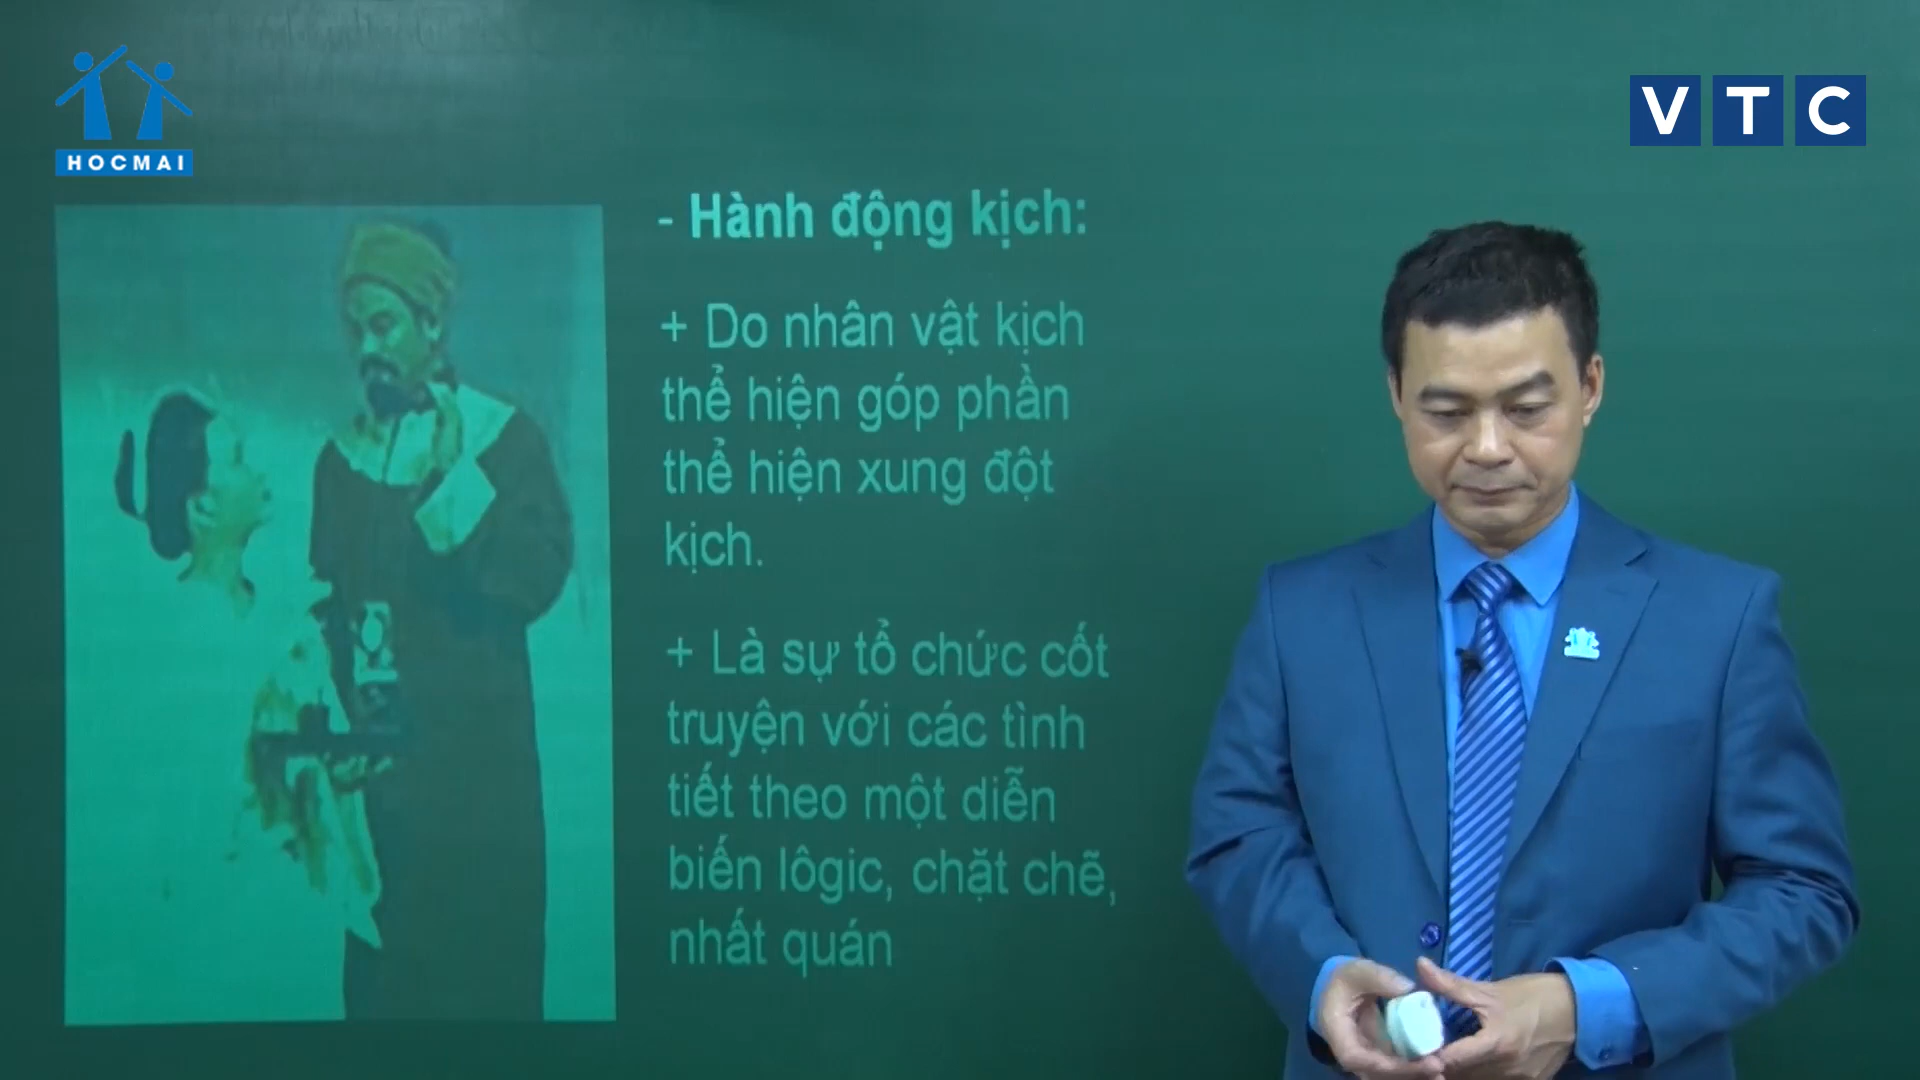 HOCMAI
VTC
- Hành động kịch:
+ Do nhân vật kịch
thể hiện góp phần
thể hiện xung đột
kịch.
+ Là sự tổ chức cốt
truyện với các tình
tiết theo một diễn
biến lôgic, chặt chẽ,
nhất quán